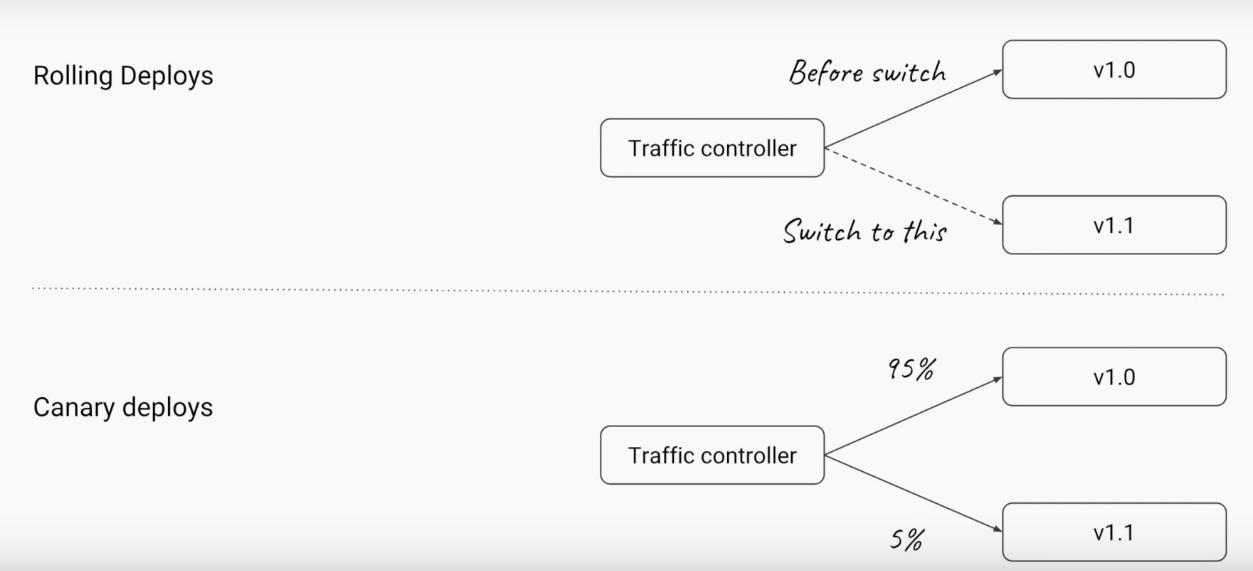 Rolling Deploys
Before switch
v1.0
Traffic controller
Switch to this
v1.1
Canary deploys
95%
v1.0
Traffic controller
5%
v1.1